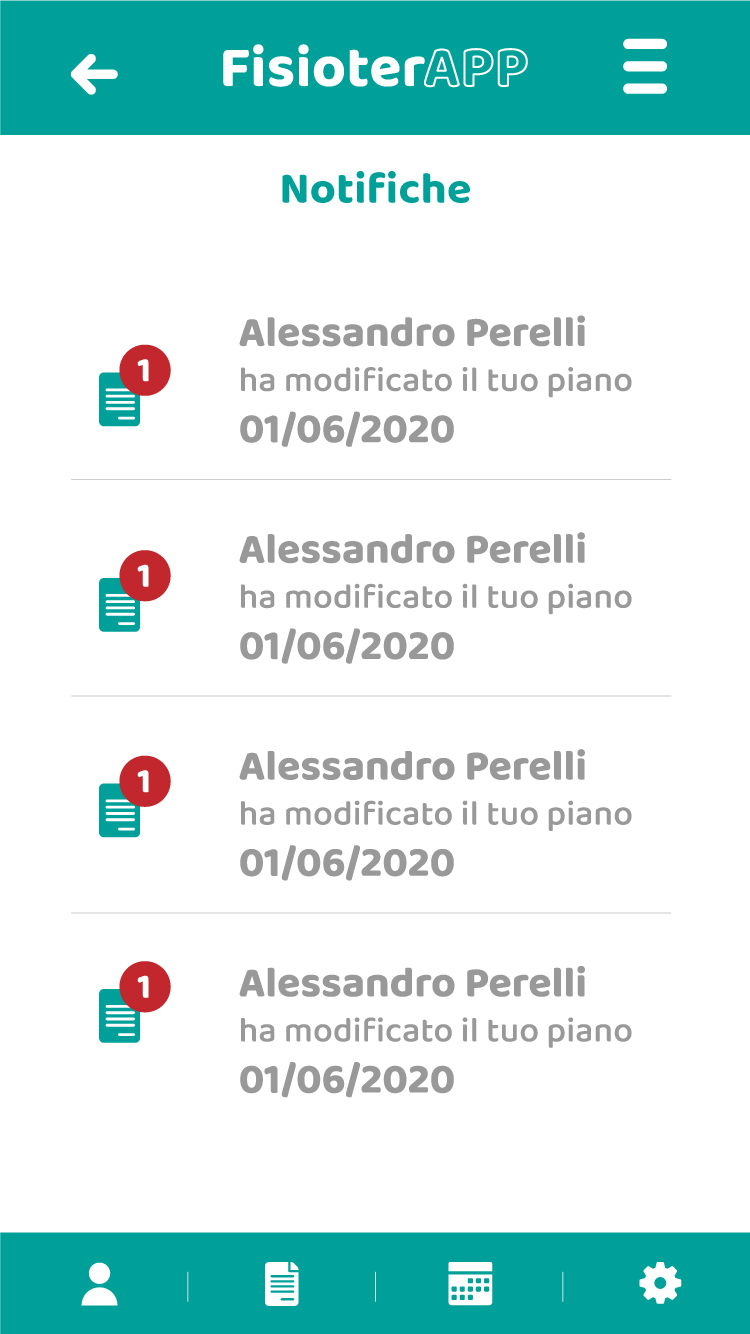 FisioterAPP
Notifiche
1
Alessandro Perelli
ha modificato il tuo piano
01/06/2020
1
Alessandro Perelli
ha modificato il tuo piano
01/06/2020
1
Alessandro Perelli
ha modificato il tuo piano
01/06/2020
1
Alessandro Perelli
ha modificato il tuo piano
01/06/2020